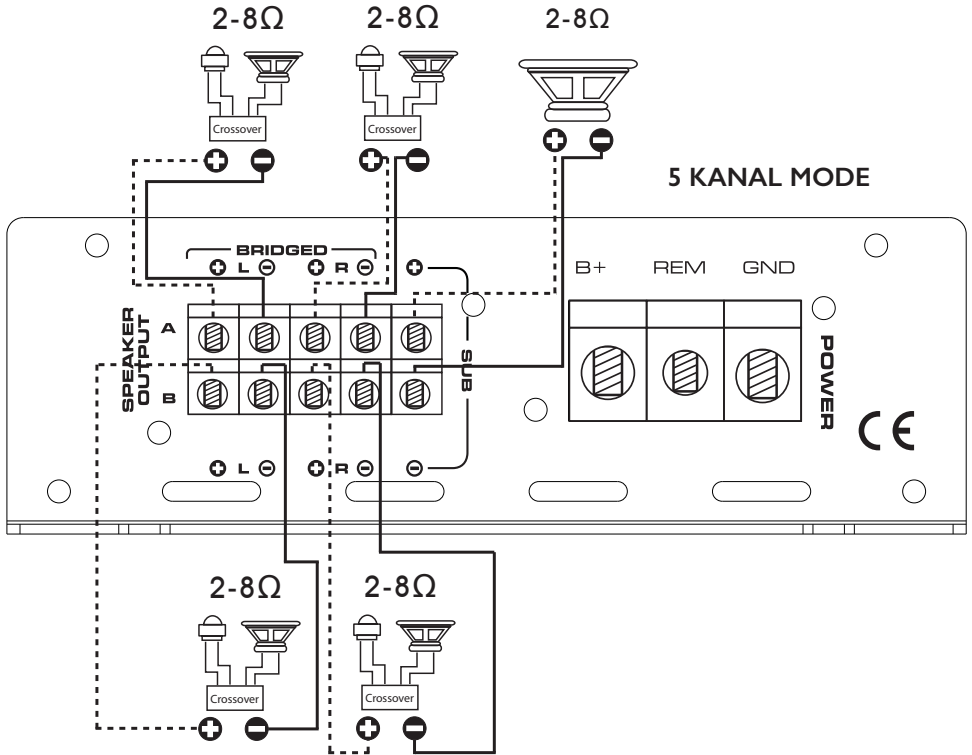 2-8Ω 2-8Ω 2-8Ω
Crossover Crossover
+ - + - + -
5 KANAL MODE
BRIDGED
+ L - + R - +
B+ REM GND
SPEAKER
OUTPUT
A
B
SUB
POWER
CE
+ L - + R - -
2-8Ω 2-8Ω
Crossover Crossover
+ - + -